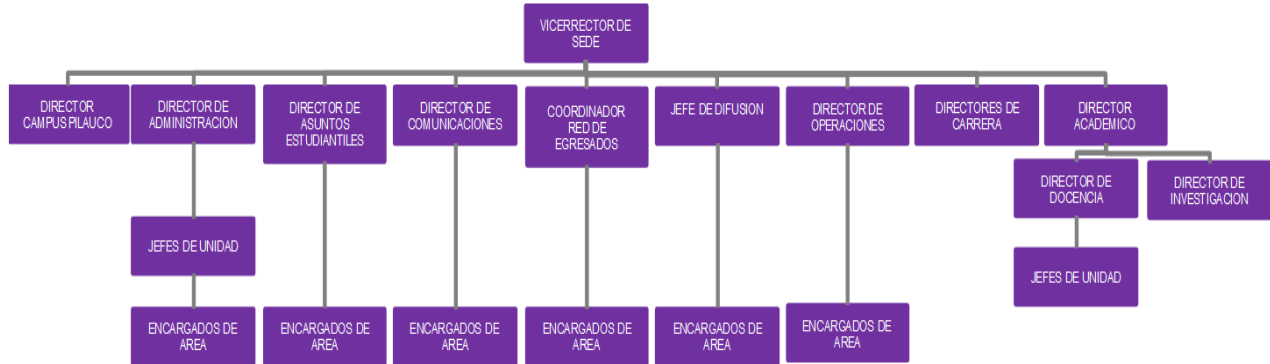 VICERRECTOR DE
SEDE
DIRECTOR
CAMPUS PILAUCO
DIRECTOR DE
ADMINISTRACION
DIRECTOR DE
ASUNTOS
ESTUDIANTILES
DIRECTOR DE
COMUNICACIONES
COORDINADOR
RED DE
EGRESADOS
JEFE DE DIFUSION
DIRECTOR DE
OPERACIONES
DIRECTORES DE
CARRERA
DIRECTOR
ACADEMICO
DIRECTOR DE
DOCENCIA
DIRECTOR DE
INVESTIGACION
JEFES DE UNIDAD
JEFES DE UNIDAD
ENCARGADOS DE
AREA
ENCARGADOS DE
AREA
ENCARGADOS DE
AREA
ENCARGADOS DE
AREA
ENCARGADOS DE
AREA
ENCARGADOS DE
AREA